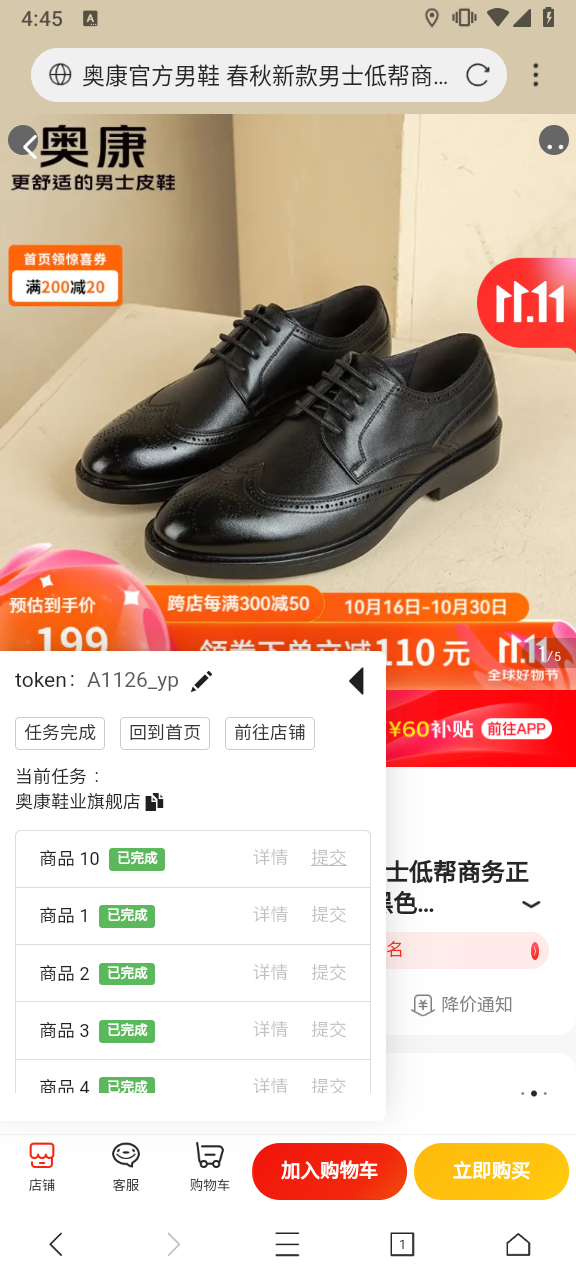 4:45
A
奥康官方男鞋 春秋新款男士低帮商...
奥康
更舒适的男士皮鞋
首页领惊喜券
满200减20
11.11
预估到手价
跨店每满300减50
10月16日-10月30日
199
领券下单立减110元
11.11
1/5
全球好物节
token: A1126_yp
任务完成
回到首页
前往店铺
¥60补贴
前往APP
当前任务：
奥康鞋业旗舰店
商品 10 已完成 详情 提交
士低帮商务正
黑色...
商品 1 已完成 详情 提交
名
商品 2 已完成 详情 提交
降价通知
商品 3 已完成 详情 提交
商品 4 已完成 详情 提交
店铺
客服
购物车
加入购物车
立即购买
1